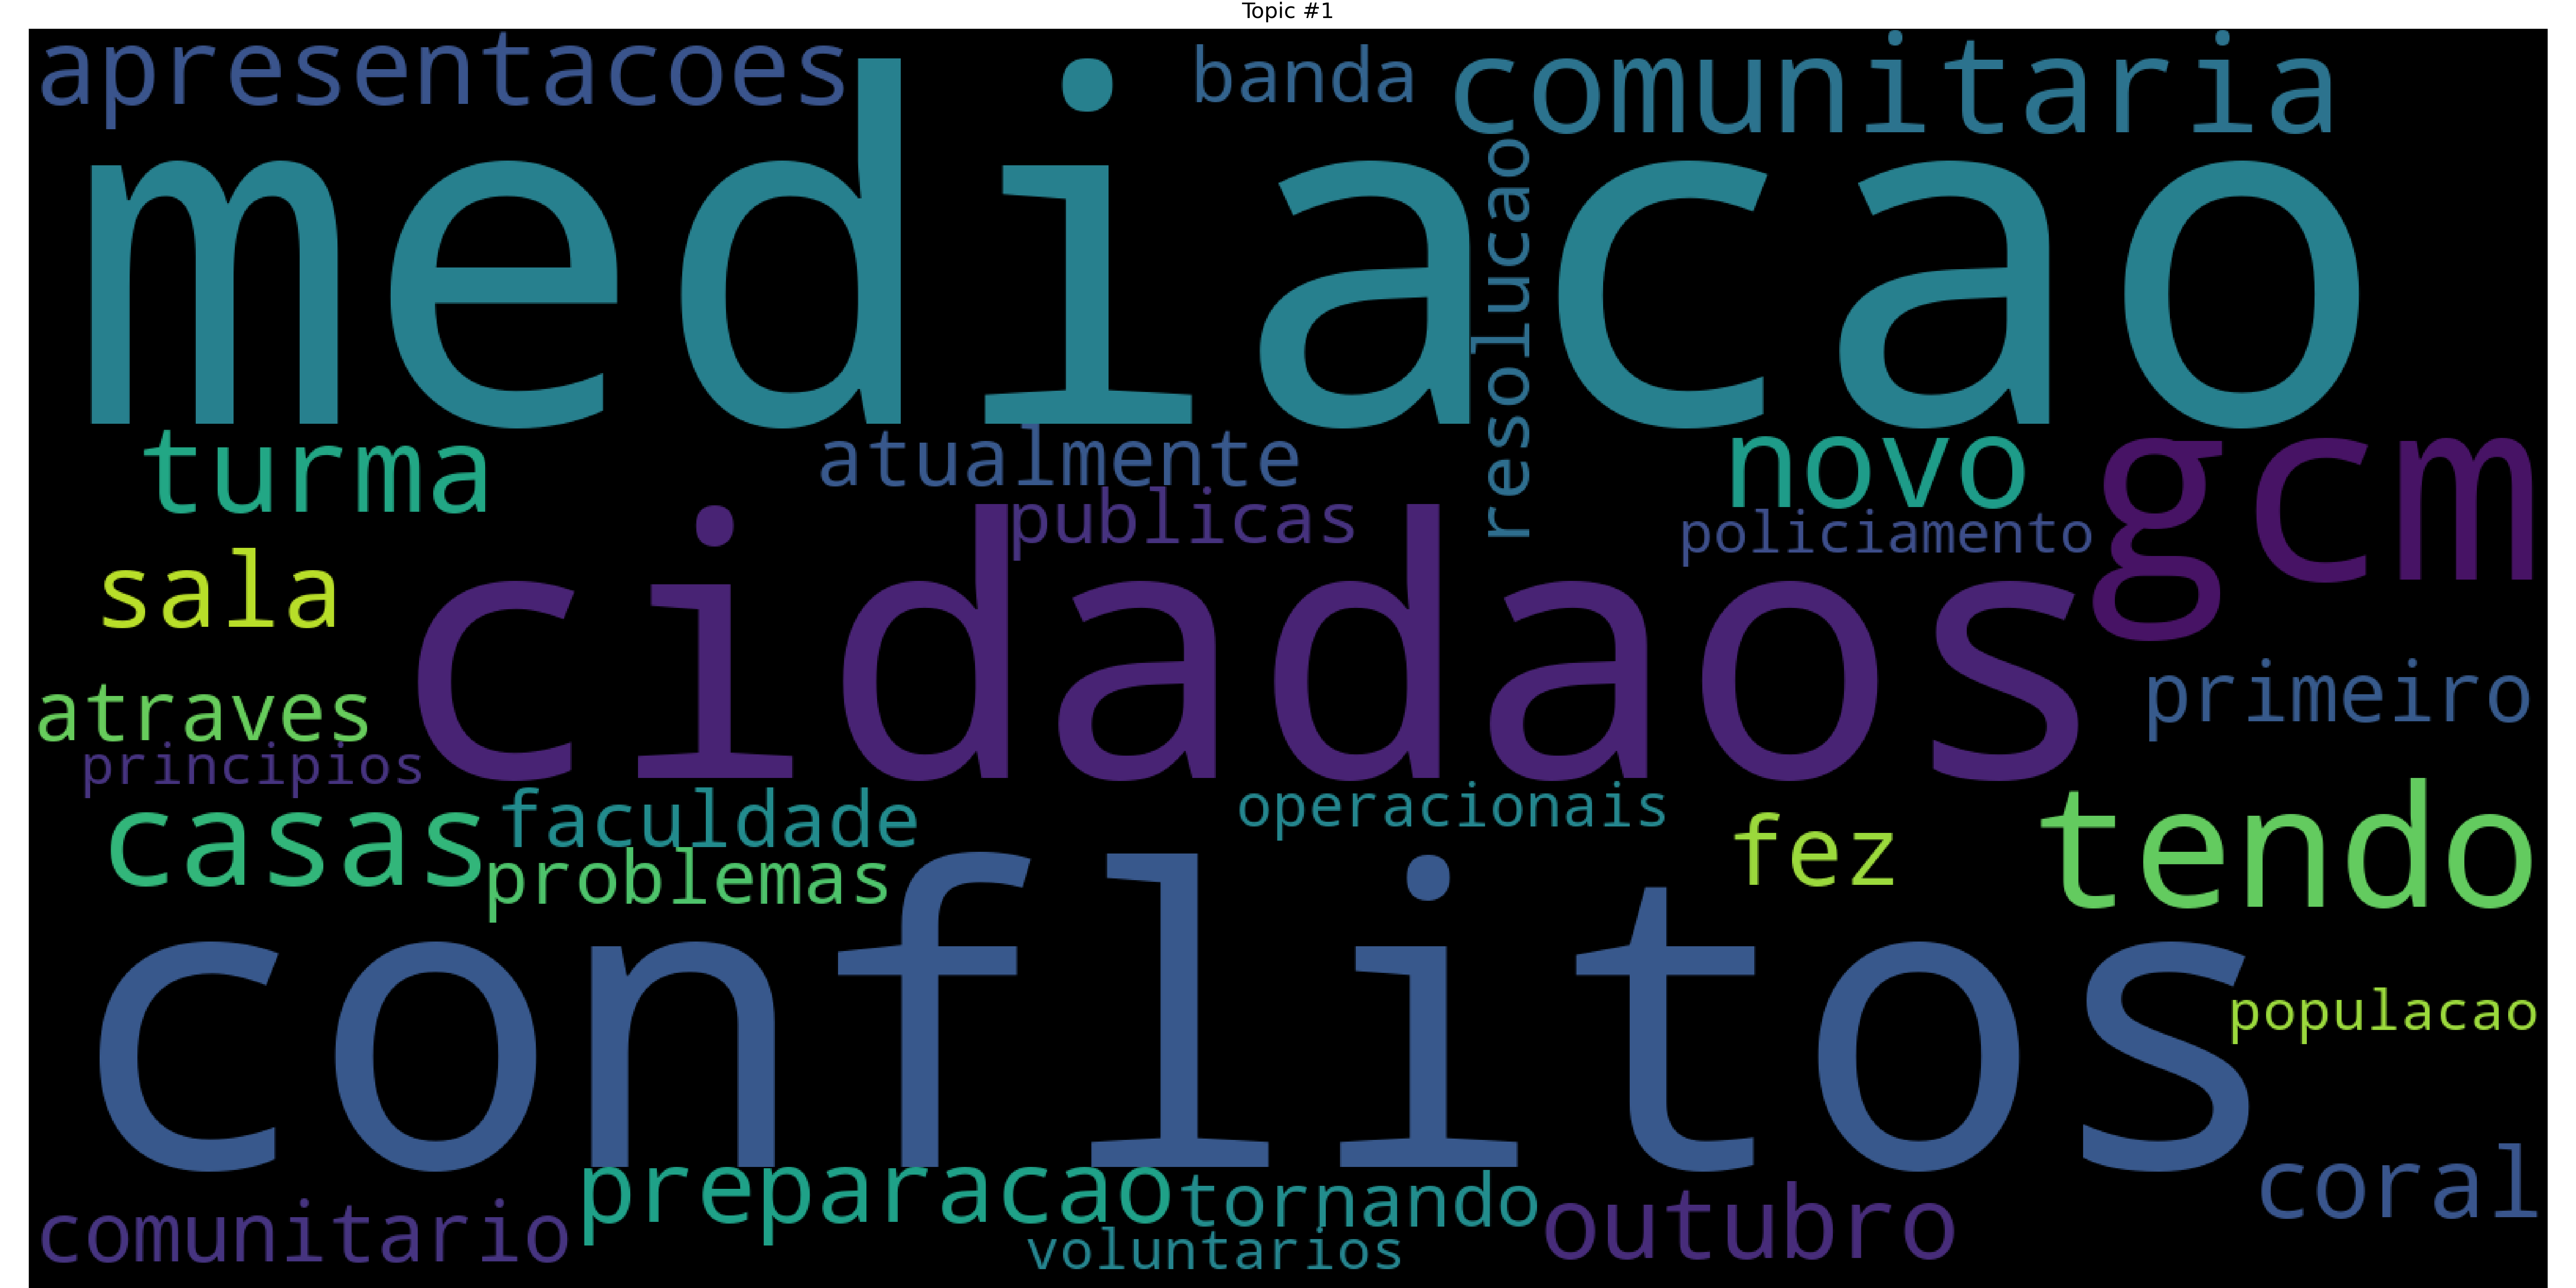 Topic #1
apresentacoes
banda
comunitaria
mediacao
resolucao
turma
atualmente
novo
gcm
publicas
policiamento
sala
cidadaos
atraves
primeiro
principios
casas
faculdade
operacionais
fez
tendo
problemas
conflitos
populacao
preparacao
tornando
outubro
coral
comunitario
voluntarios